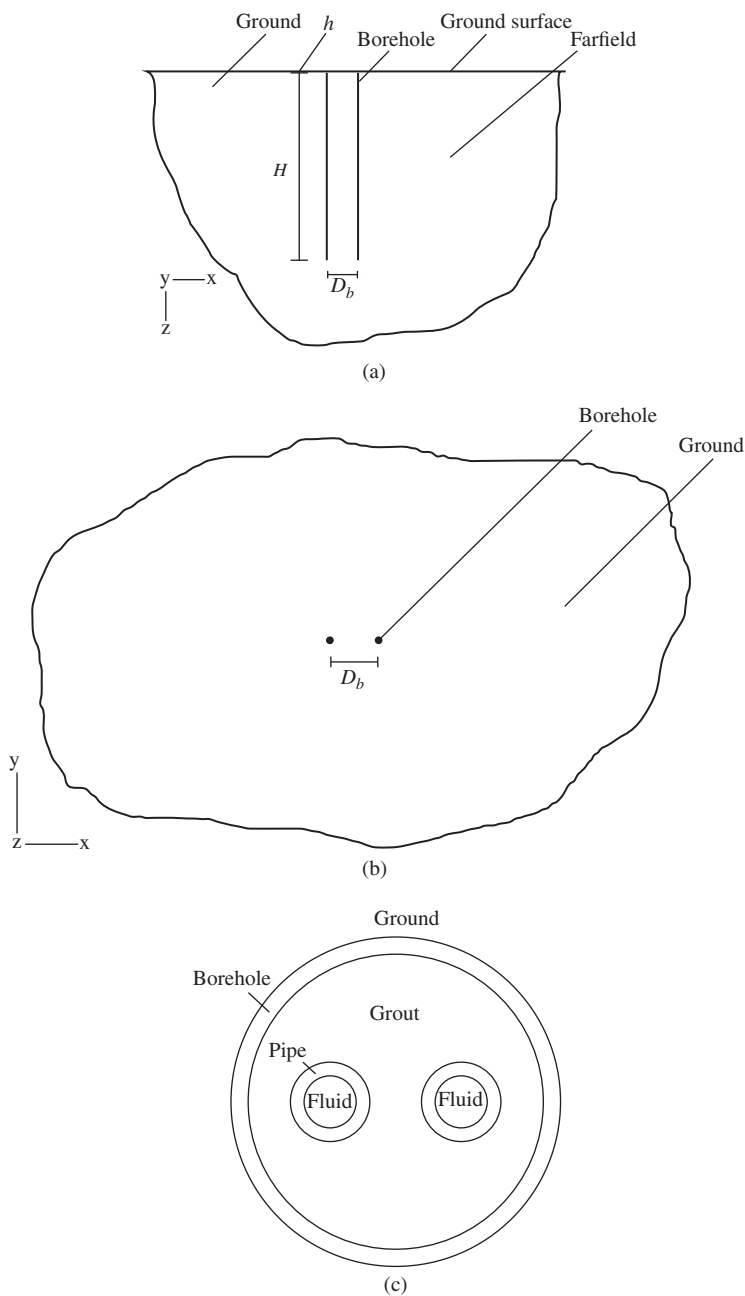 Ground
h
Ground surface
Borehole
Farfield
H
y x
D_b
z
(a)
Borehole
Ground
D_b
y
z x
(b)
Ground
Borehole
Grout
Pipe
Fluid Fluid
(c)